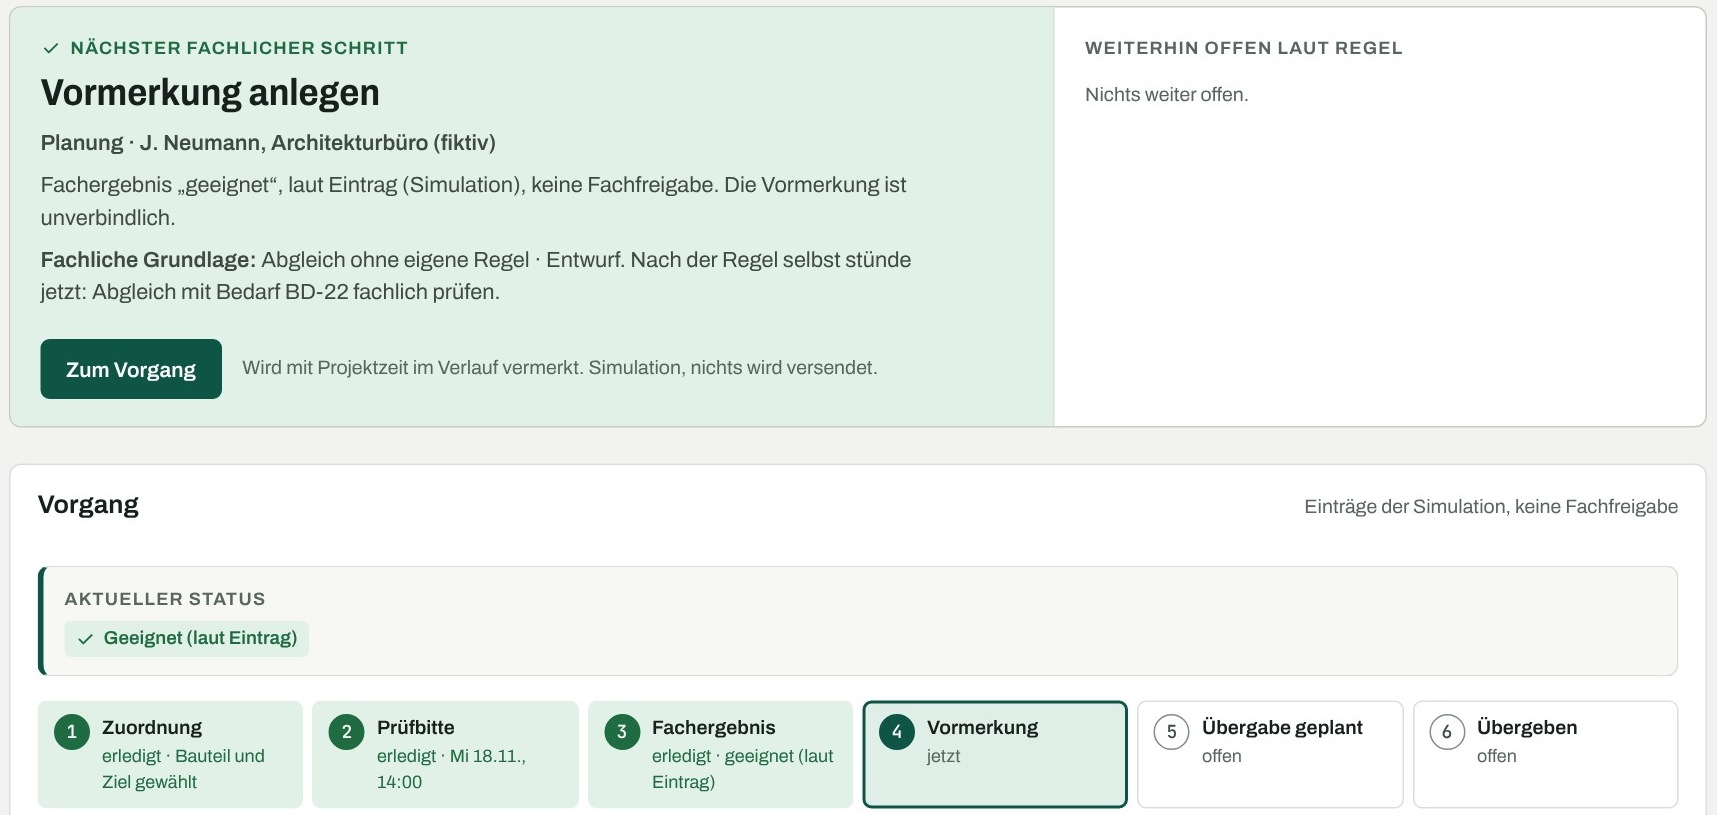 NÄCHSTER FACHLICHER SCHRITT
Vormerkung anlegen
Planung · J. Neumann, Architekturbüro (fiktiv)
Fachergebnis „geeignet“, laut Eintrag (Simulation), keine Fachfreigabe. Die Vormerkung ist
unverbindlich.
Fachliche Grundlage: Abgleich ohne eigene Regel · Entwurf. Nach der Regel selbst stünde
jetzt: Abgleich mit Bedarf BD-22 fachlich prüfen.
Zum Vorgang
Wird mit Projektzeit im Verlauf vermerkt. Simulation, nichts wird versendet.
WEITERHIN OFFEN LAUT REGEL
Nichts weiter offen.
Vorgang
Einträge der Simulation, keine Fachfreigabe
AKTUELLER STATUS
Geeignet (laut Eintrag)
1 Zuordnung
erledigt · Bauteil und
Ziel gewählt
2 Prüfbitte
erledigt · Mi 18.11.,
14:00
3 Fachergebnis
erledigt · geeignet (laut
Eintrag)
4 Vormerkung
jetzt
5 Übergabe geplant
offen
6 Übergeben
offen